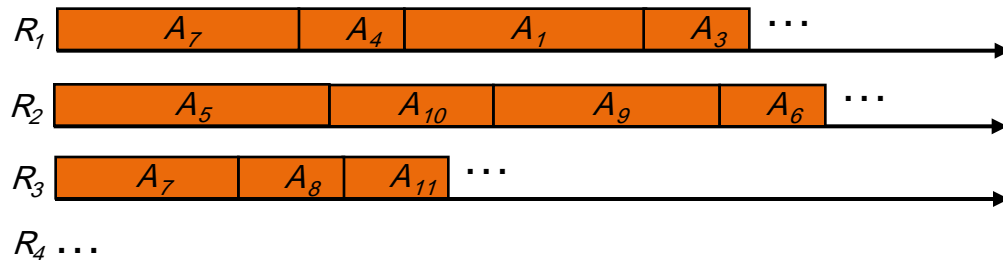 R₁ A₇ A₄ A₁ A₃ ...
R₂ A₅ A₁₀ A₉ A₆ ...
R₃ A₇ A₈ A₁₁ ...
R₄ ...